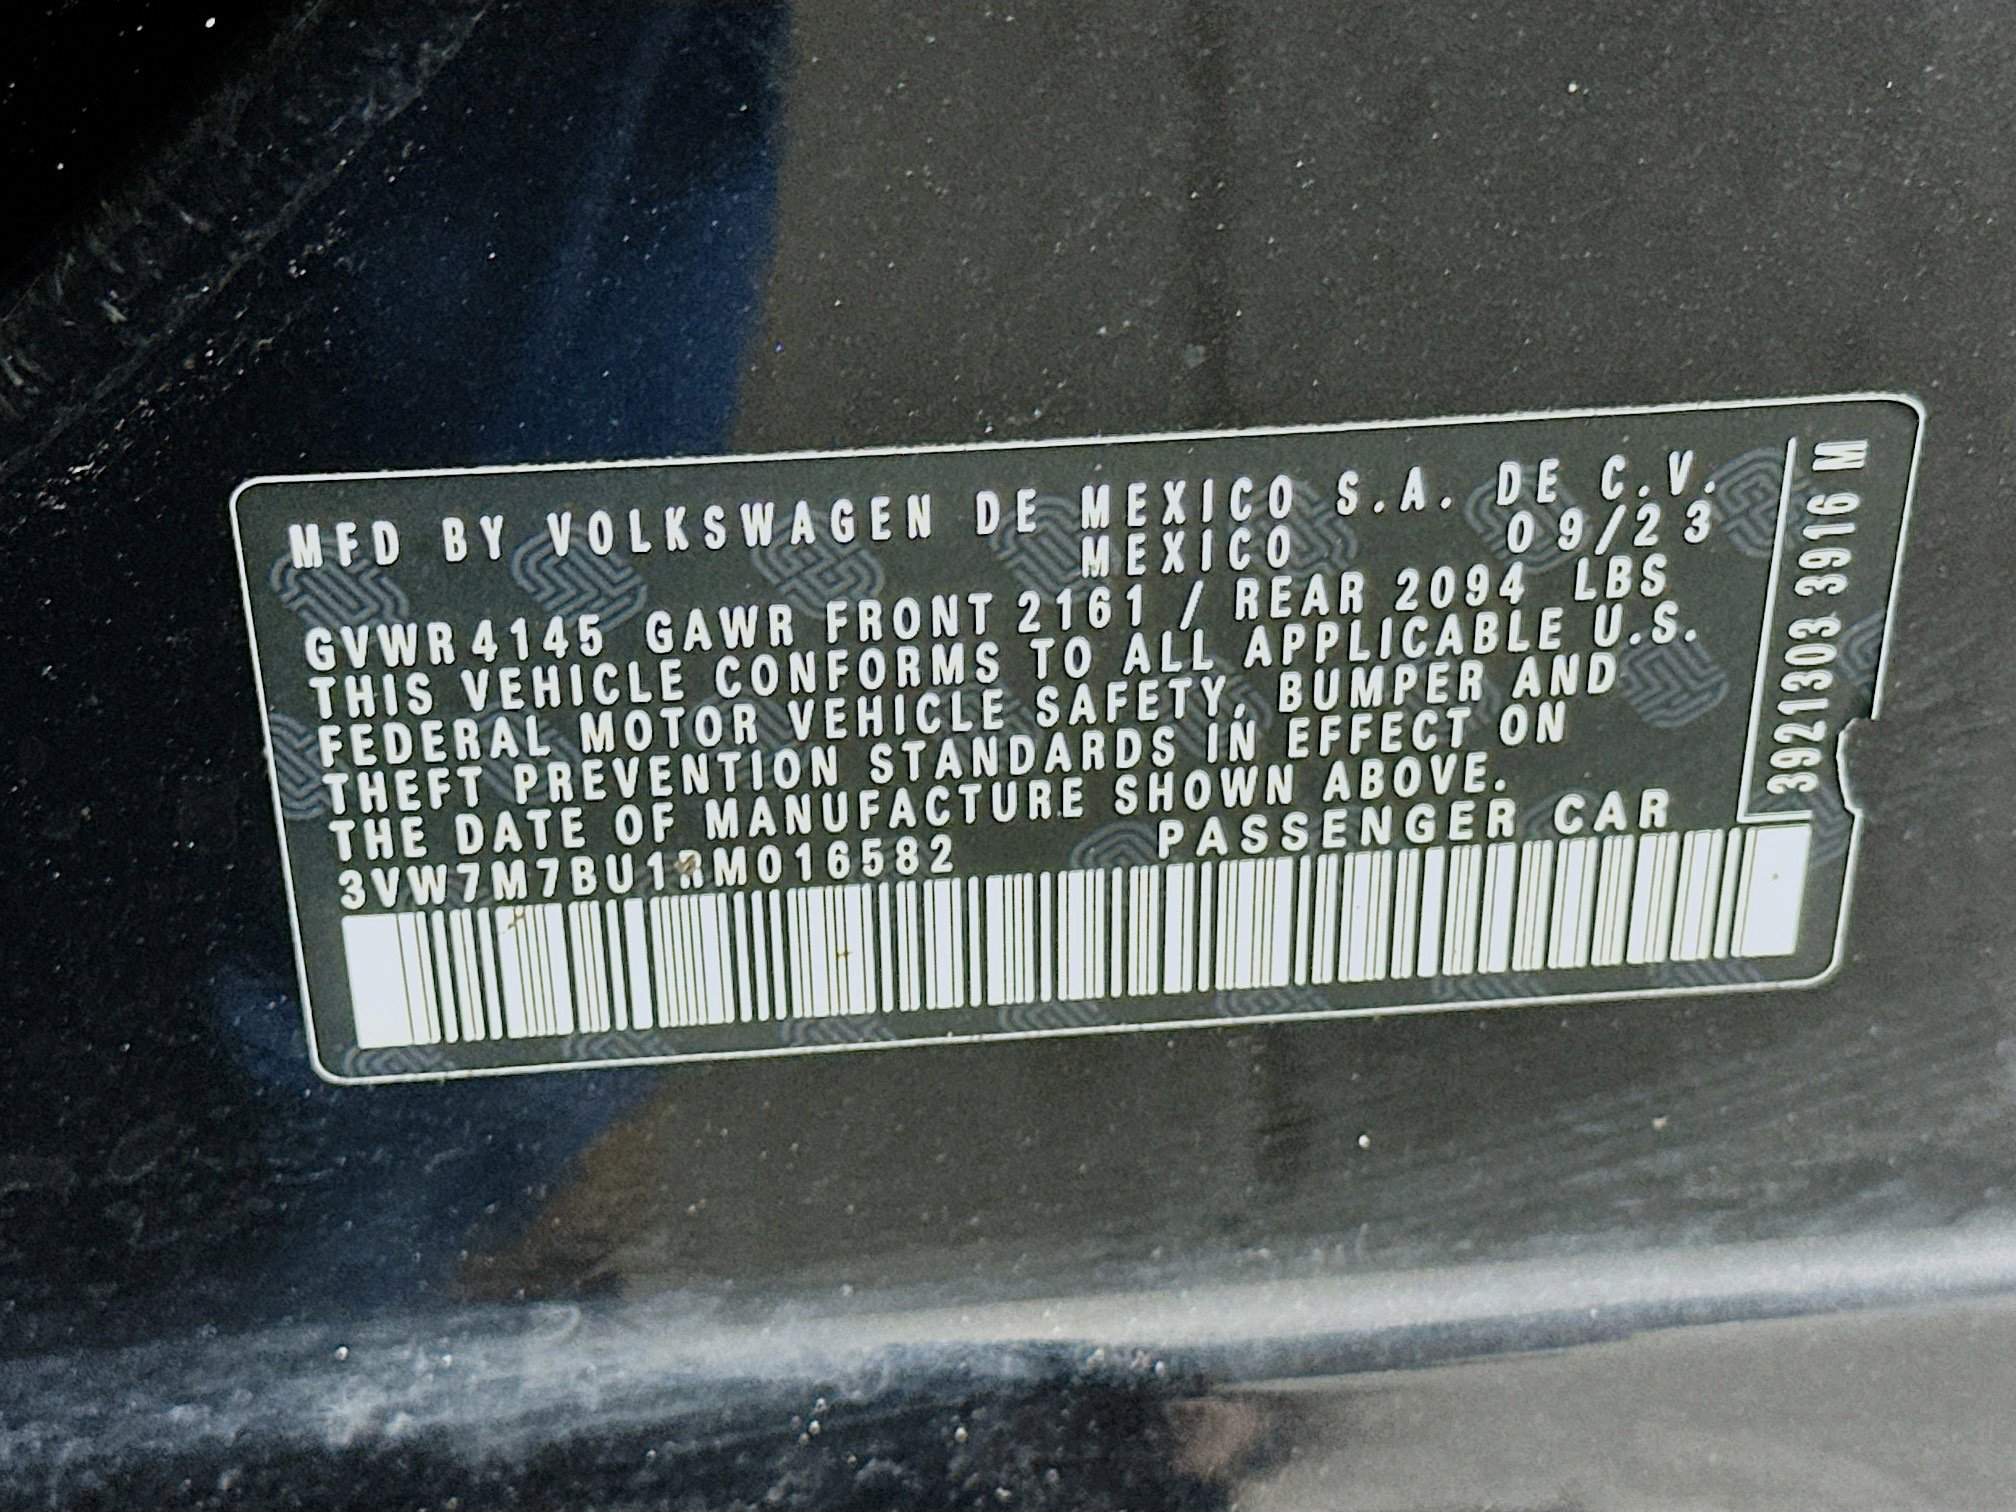 MFD BY VOLKSWAGEN DE MEXICO S.A. DE C.V.
MEXICO 09/23
GVWR 4145 GAWR FRONT 2161 / REAR 2094 LBS
THIS VEHICLE CONFORMS TO ALL APPLICABLE U.S.
FEDERAL MOTOR VEHICLE SAFETY, BUMPER AND
THEFT PREVENTION STANDARDS IN EFFECT ON
THE DATE OF MANUFACTURE SHOWN ABOVE.
3VW7M7BU1RM016582 PASSENGER CAR
3921303 3916 M